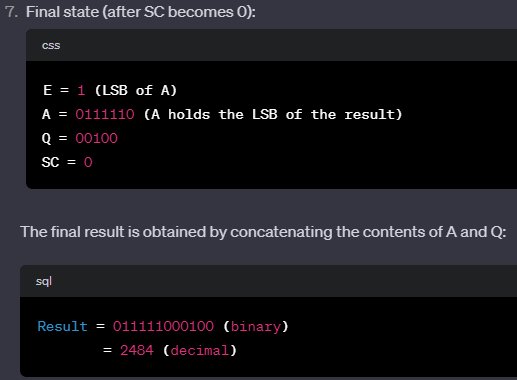 7. Final state (after SC becomes 0):
css
E = 1 (LSB of A)
A = 0111110 (A holds the LSB of the result)
Q = 00100
SC = 0
The final result is obtained by concatenating the contents of A and Q:
sql
Result = 011111000100 (binary)
= 2484 (decimal)